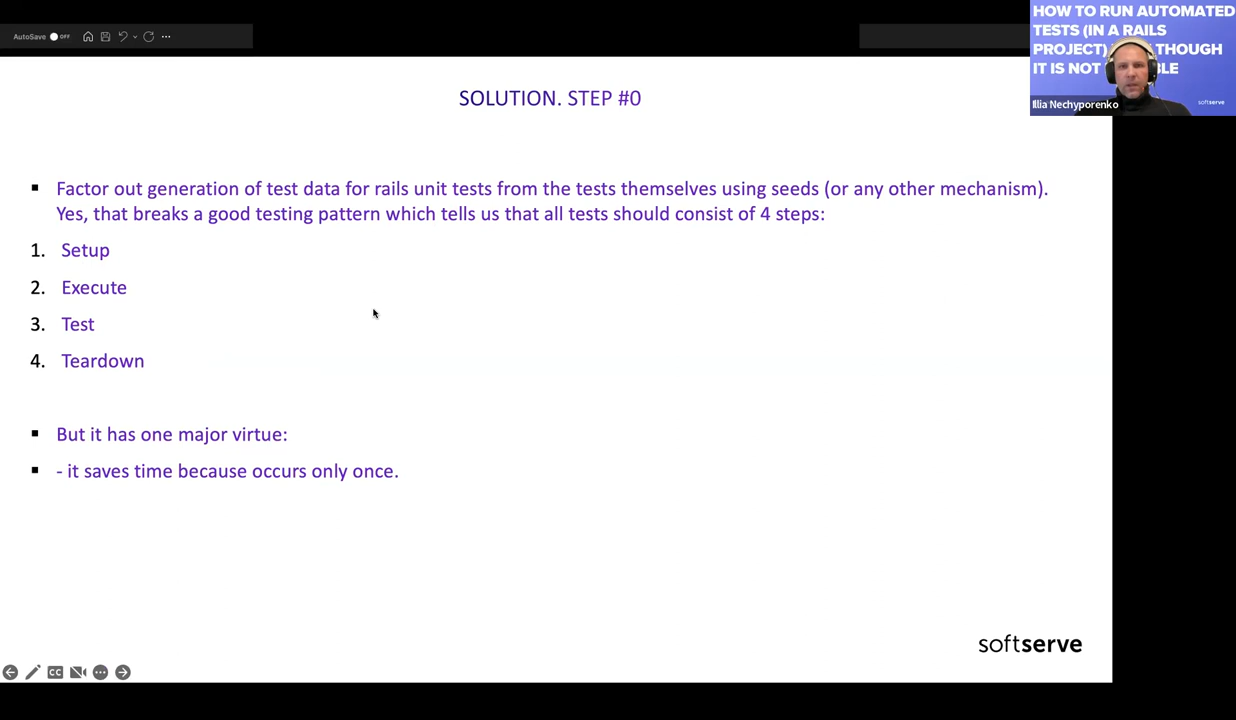 AutoSave OFF
HOW TO RUN AUTOMATED
TESTS (IN A RAILS
PROJECT) THOUGH
IT IS NOT
Illia Nechyporenko
softserve
SOLUTION. STEP #0
▪ Factor out generation of test data for rails unit tests from the tests themselves using seeds (or any other mechanism).
Yes, that breaks a good testing pattern which tells us that all tests should consist of 4 steps:
1. Setup
2. Execute
3. Test
4. Teardown
▪ But it has one major virtue:
▪ - it saves time because occurs only once.
softserve
CC